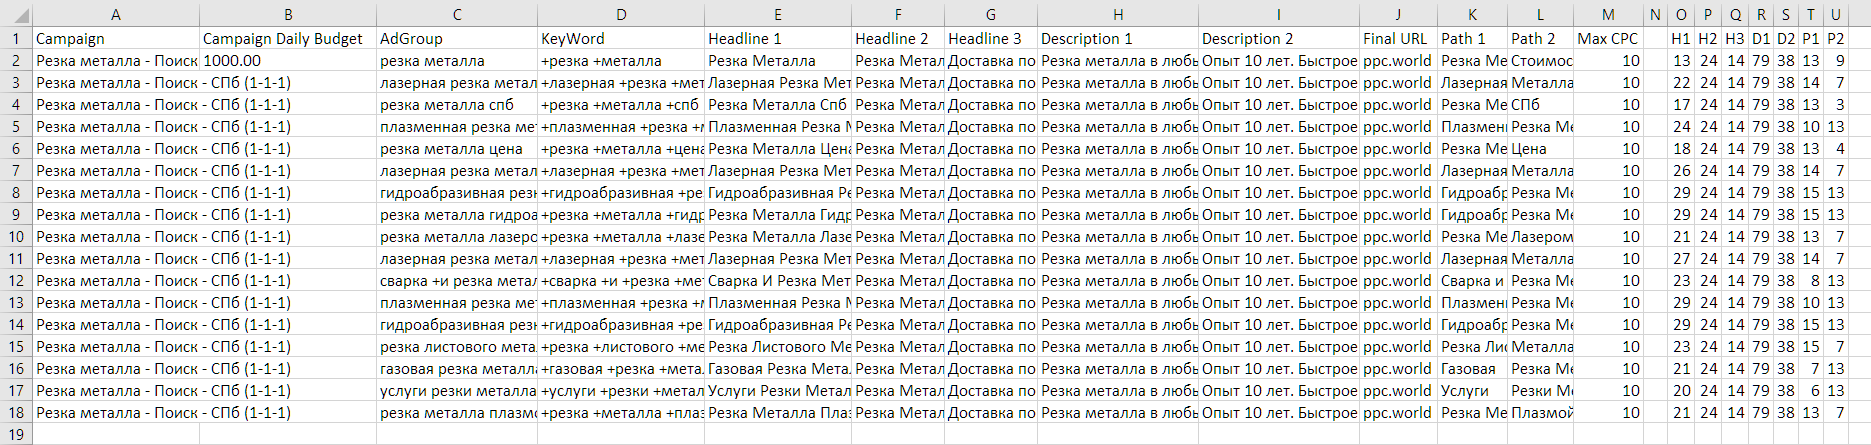 A B C D E F G H I J K L M N O P Q R S T U
1 Campaign Campaign Daily Budget AdGroup KeyWord Headline 1 Headline 2 Headline 3 Description 1 Description 2 Final URL Path 1 Path 2 Max CPC H1 H2 H3 D1 D2 P1 P2
2 Резка металла - Поиск 1000.00 резка металла +резка +металла Резка Металла Резка Метал Доставка по Резка металла в любь Опыт 10 лет. Быстрое ppc.world Резка Ме Стоимос 10 13 24 14 79 38 13 9
3 Резка металла - Поиск - СПб (1-1-1) лазерная резка метал +лазерная +резка +мет Лазерная Резка Мет Резка Метал Доставка по Резка металла в любь Опыт 10 лет. Быстрое ppc.world Лазерная Металла 10 22 24 14 79 38 14 7
4 Резка металла - Поиск - СПб (1-1-1) резка металла спб +резка +металла +спб Резка Металла Спб Резка Метал Доставка по Резка металла в любь Опыт 10 лет. Быстрое ppc.world Резка Ме СПб 10 17 24 14 79 38 13 3
5 Резка металла - Поиск - СПб (1-1-1) плазменная резка ме +плазменная +резка +м Плазменная Резка М Резка Метал Доставка по Резка металла в любь Опыт 10 лет. Быстрое ppc.world Плазмен Резка Ме 10 24 24 14 79 38 10 13
6 Резка металла - Поиск - СПб (1-1-1) резка металла цена +резка +металла +цена Резка Металла Цена Резка Метал Доставка по Резка металла в любь Опыт 10 лет. Быстрое ppc.world Резка Ме Цена 10 18 24 14 79 38 13 4
7 Резка металла - Поиск - СПб (1-1-1) лазерная резка метал +лазерная +резка +мет Лазерная Резка Мет Резка Метал Доставка по Резка металла в любь Опыт 10 лет. Быстрое ppc.world Лазерная Металла 10 26 24 14 79 38 14 7
8 Резка металла - Поиск - СПб (1-1-1) гидроабразивная резк +гидроабразивная +ре Гидроабразивная Ре Резка Метал Доставка по Резка металла в любь Опыт 10 лет. Быстрое ppc.world Гидроабр Резка Ме 10 29 24 14 79 38 15 13
9 Резка металла - Поиск - СПб (1-1-1) резка металла гидроа +резка +металла +гидр Резка Металла Гидр Резка Метал Доставка по Резка металла в любь Опыт 10 лет. Быстрое ppc.world Гидроабр Резка Ме 10 29 24 14 79 38 15 13
10 Резка металла - Поиск - СПб (1-1-1) резка металла лазерс +резка +металла +лазе Резка Металла Лазе Резка Метал Доставка по Резка металла в любь Опыт 10 лет. Быстрое ppc.world Резка Ме Лазером 10 21 24 14 79 38 13 7
11 Резка металла - Поиск - СПб (1-1-1) лазерная резка метал +лазерная +резка +мет Лазерная Резка Мет Резка Метал Доставка по Резка металла в любь Опыт 10 лет. Быстрое ppc.world Лазерная Металла 10 27 24 14 79 38 14 7
12 Резка металла - Поиск - СПб (1-1-1) сварка +и резка метал +сварка +и +резка +мет Сварка И Резка Мет Резка Метал Доставка по Резка металла в любь Опыт 10 лет. Быстрое ppc.world Сварка и Резка Ме 10 23 24 14 79 38 8 13
13 Резка металла - Поиск - СПб (1-1-1) плазменная резка ме +плазменная +резка +м Плазменная Резка М Резка Метал Доставка по Резка металла в любь Опыт 10 лет. Быстрое ppc.world Плазмен Резка Ме 10 29 24 14 79 38 10 13
14 Резка металла - Поиск - СПб (1-1-1) гидроабразивная резк +гидроабразивная +ре Гидроабразивная Ре Резка Метал Доставка по Резка металла в любь Опыт 10 лет. Быстрое ppc.world Гидроабр Резка Ме 10 29 24 14 79 38 15 13
15 Резка металла - Поиск - СПб (1-1-1) резка листового мета +резка +листового +ме Резка Листового Ме Резка Метал Доставка по Резка металла в любь Опыт 10 лет. Быстрое ppc.world Резка Лис Металла 10 23 24 14 79 38 15 7
16 Резка металла - Поиск - СПб (1-1-1) газовая резка металл +газовая +резка +мета Газовая Резка Мета Резка Метал Доставка по Резка металла в любь Опыт 10 лет. Быстрое ppc.world Газовая Резка Ме 10 21 24 14 79 38 7 13
17 Резка металла - Поиск - СПб (1-1-1) услуги резки металла +услуги +резки +метал Услуги Резки Метал Резка Метал Доставка по Резка металла в любь Опыт 10 лет. Быстрое ppc.world Услуги Резки Ме 10 20 24 14 79 38 6 13
18 Резка металла - Поиск - СПб (1-1-1) резка металла плазмо +резка +металла +плаз Резка Металла Плаз Резка Метал Доставка по Резка металла в любь Опыт 10 лет. Быстрое ppc.world Резка Ме Плазмой 10 21 24 14 79 38 13 7
19